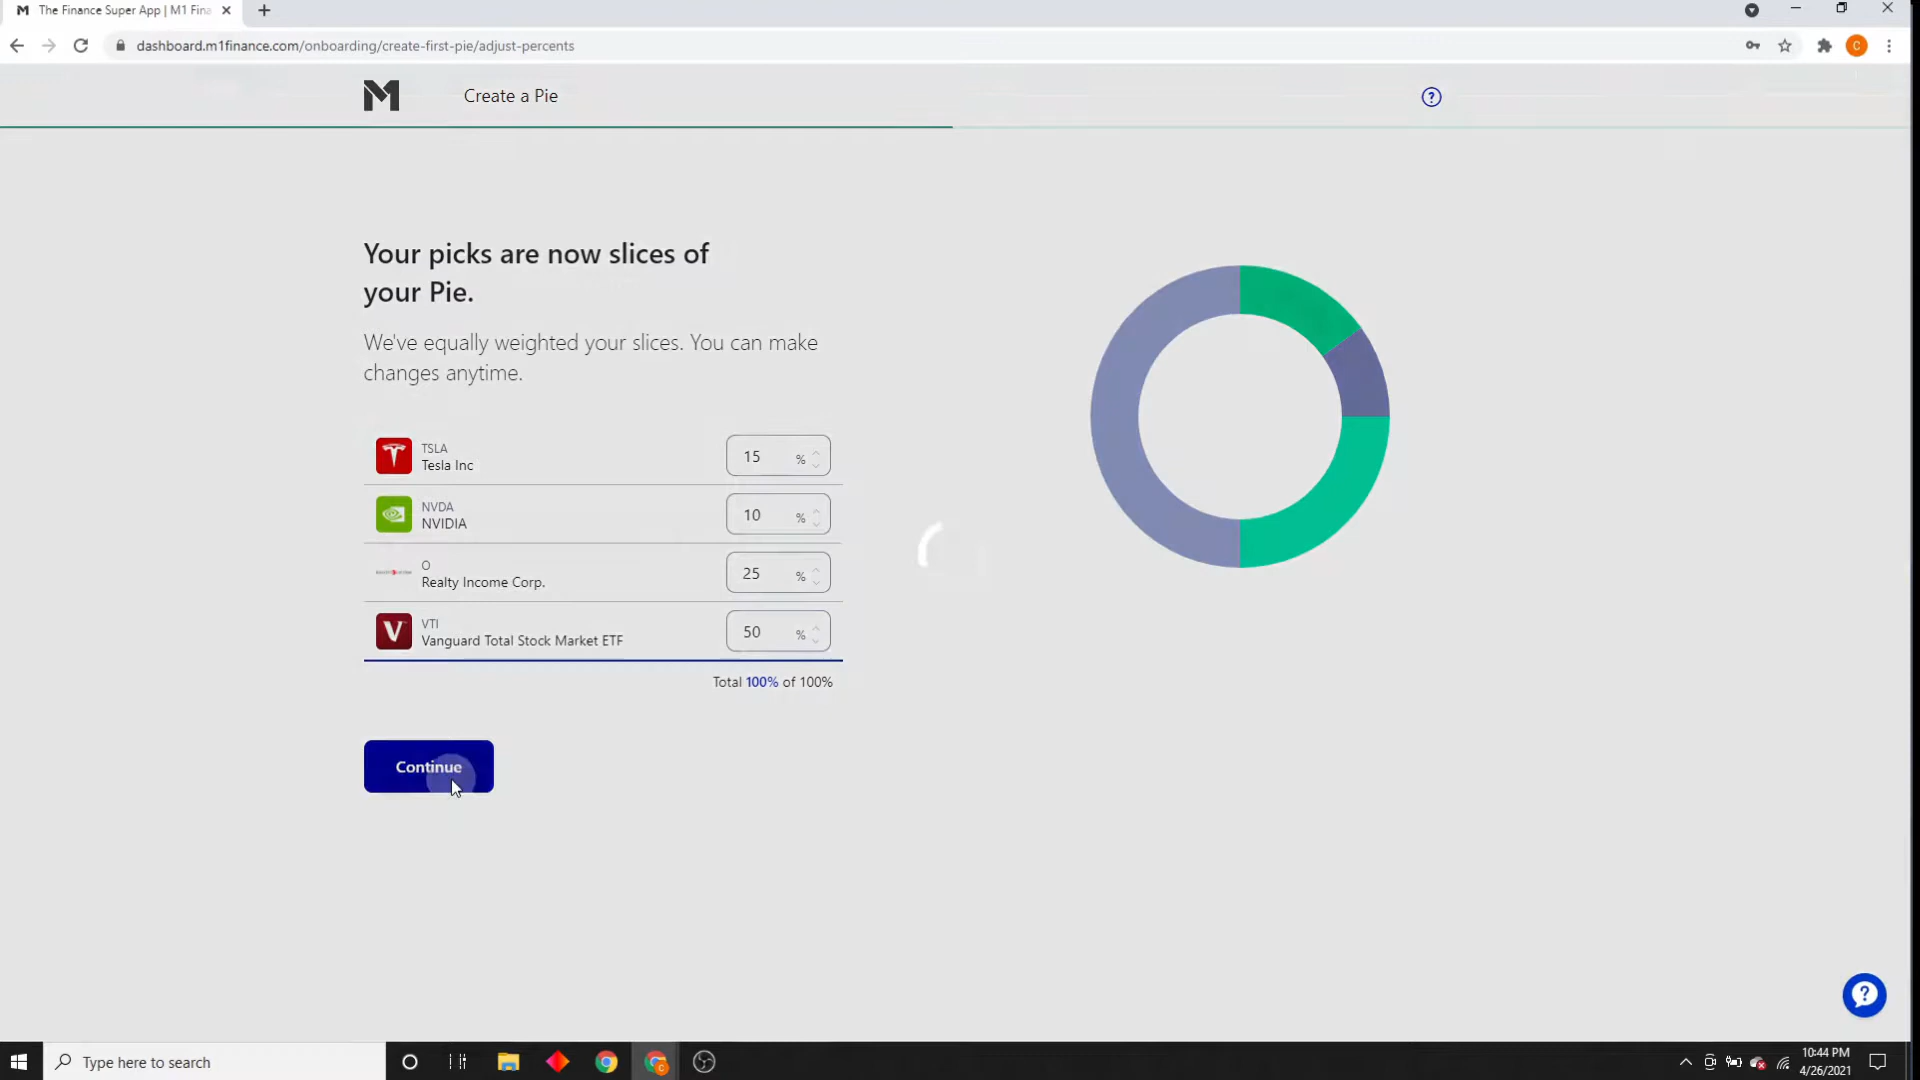 The Finance Super App | M1 Fina
dashboard.m1finance.com/onboarding/create-first-pie/adjust-percents
C
Create a Pie
?
Your picks are now slices of
your Pie.
We've equally weighted your slices. You can make
changes anytime.
TSLA
Tesla Inc
15 %
NVDA
NVIDIA
10 %
O
Realty Income Corp.
25 %
V
VTI
Vanguard Total Stock Market ETF
50 %
Total 100% of 100%
Continue
?
Type here to search
C
10:44 PM
4/26/2021